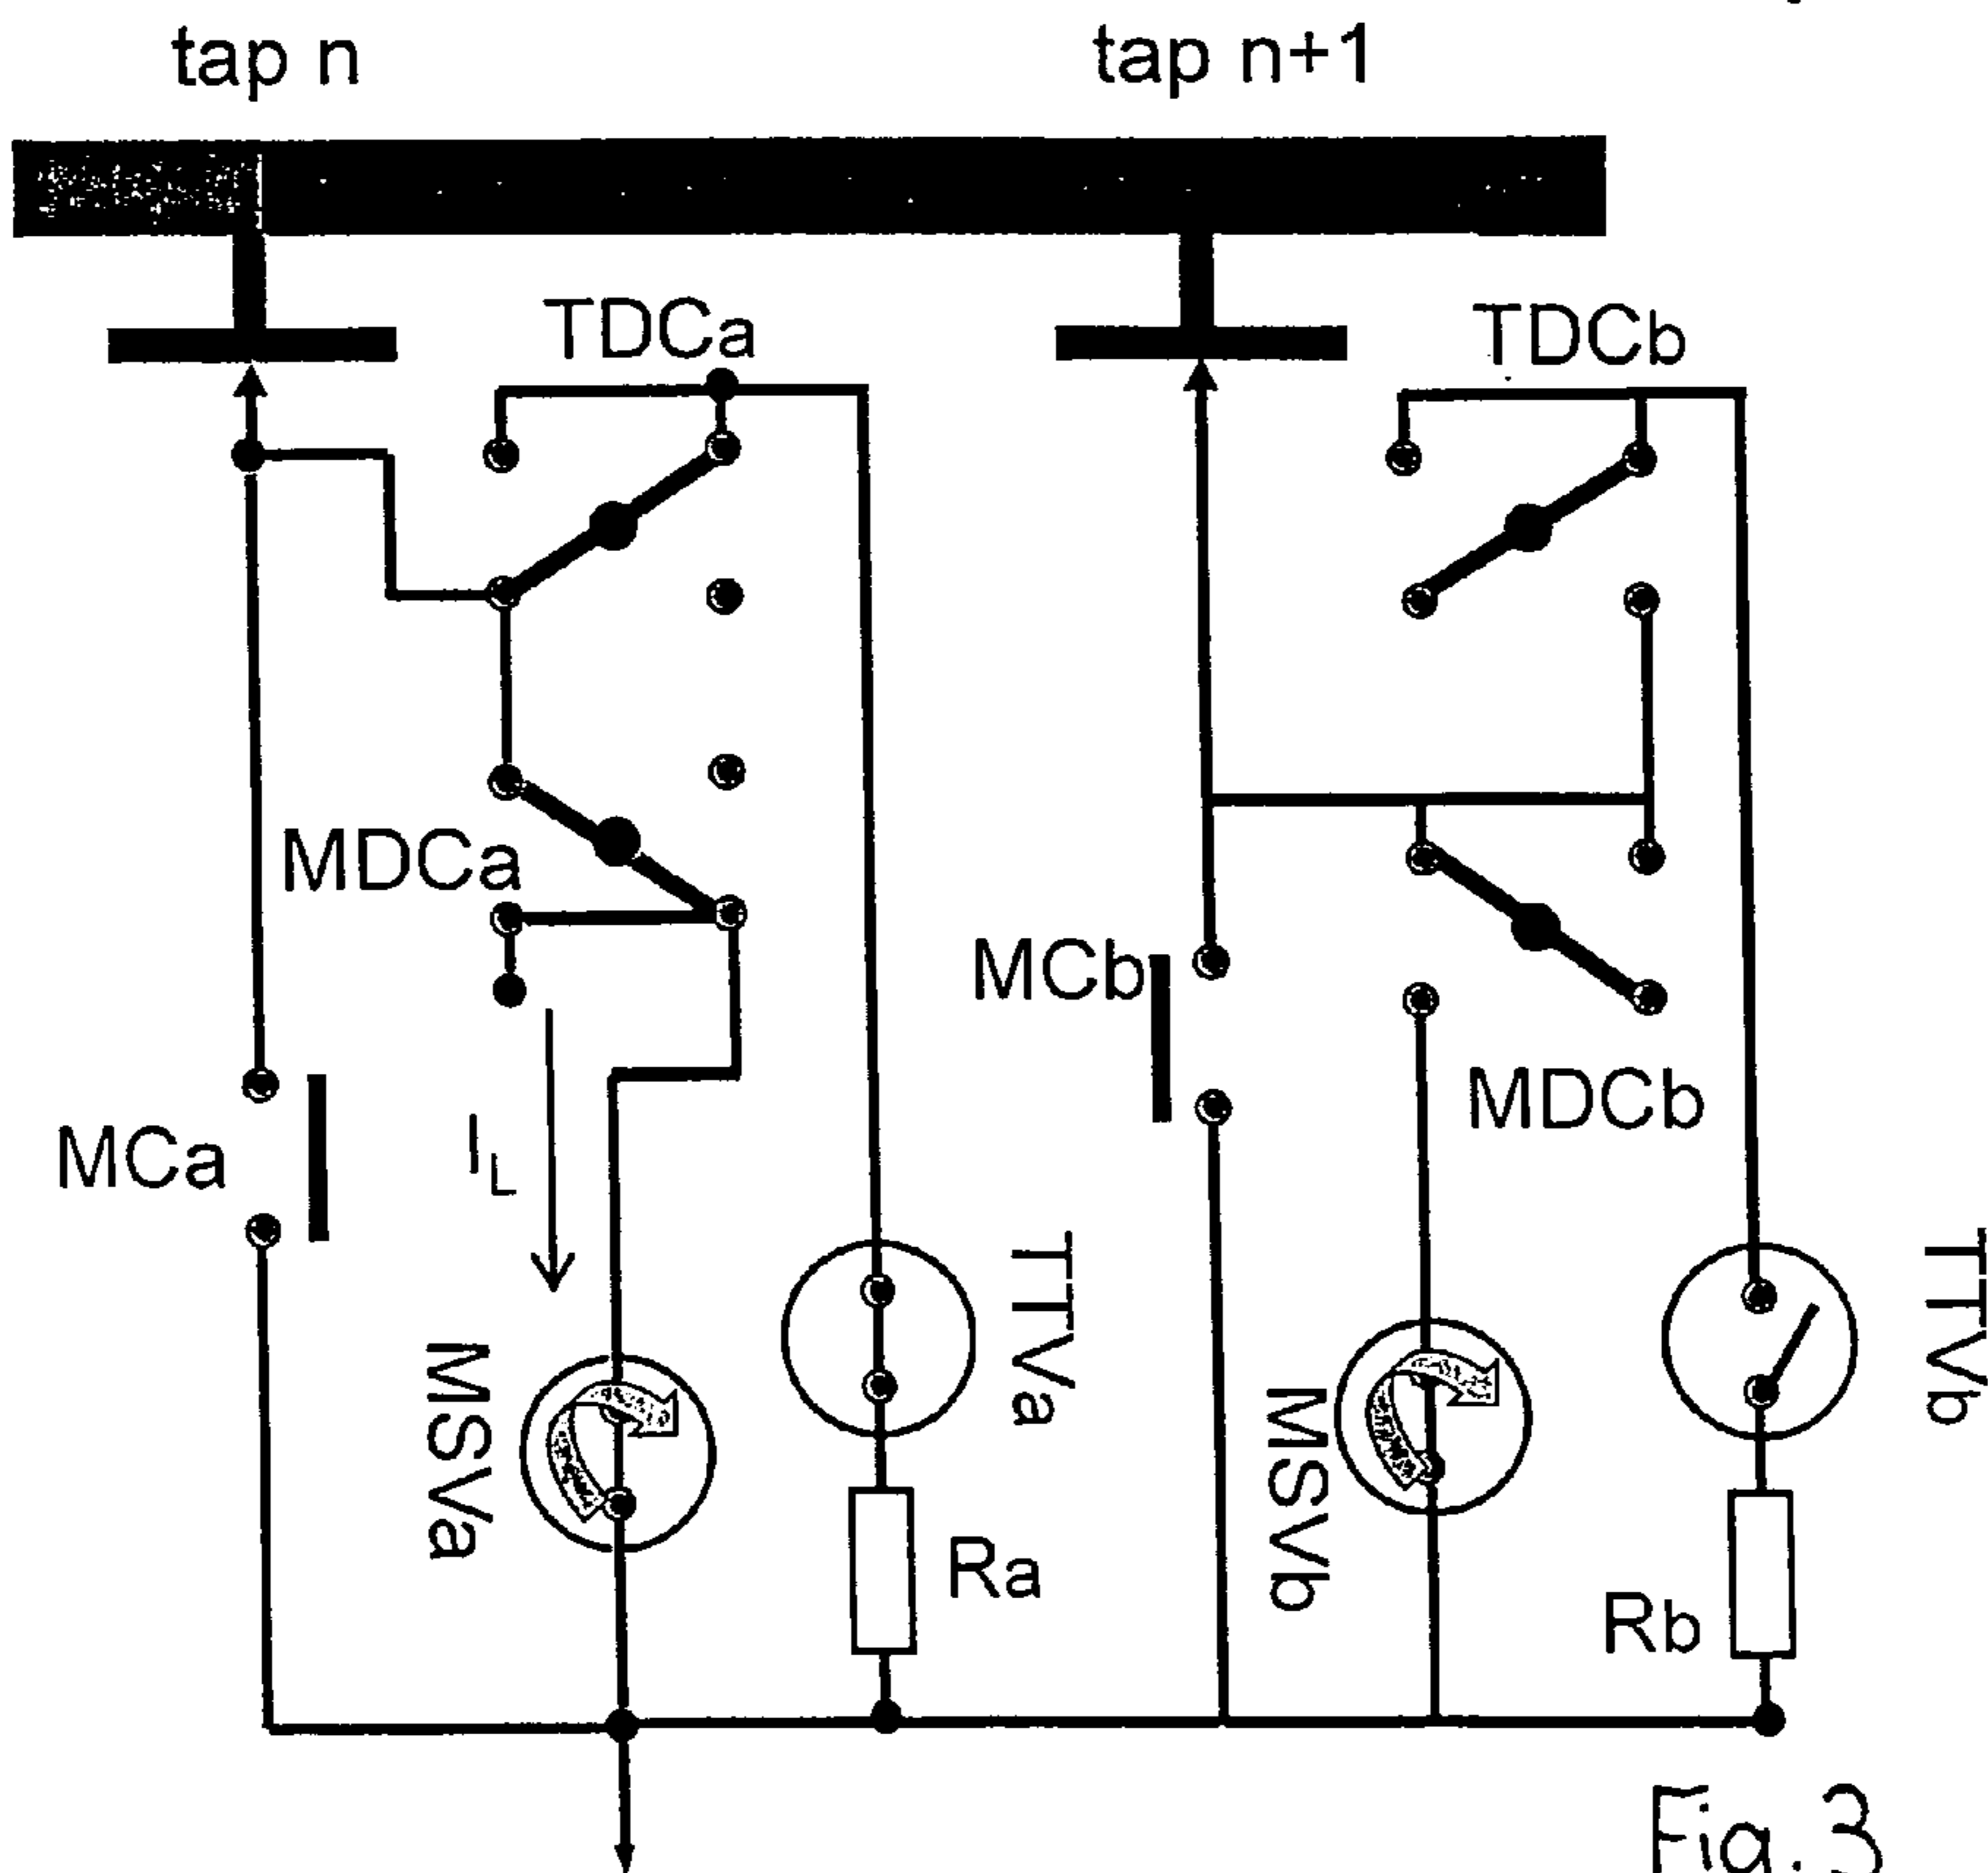 tap n
tap n+1
TDCa
TDCb
MDCa
MCb
MDCb
MCa
IL
TTVa
TTVb
MSVa
MSVb
Ra
Rb
Fig. 3